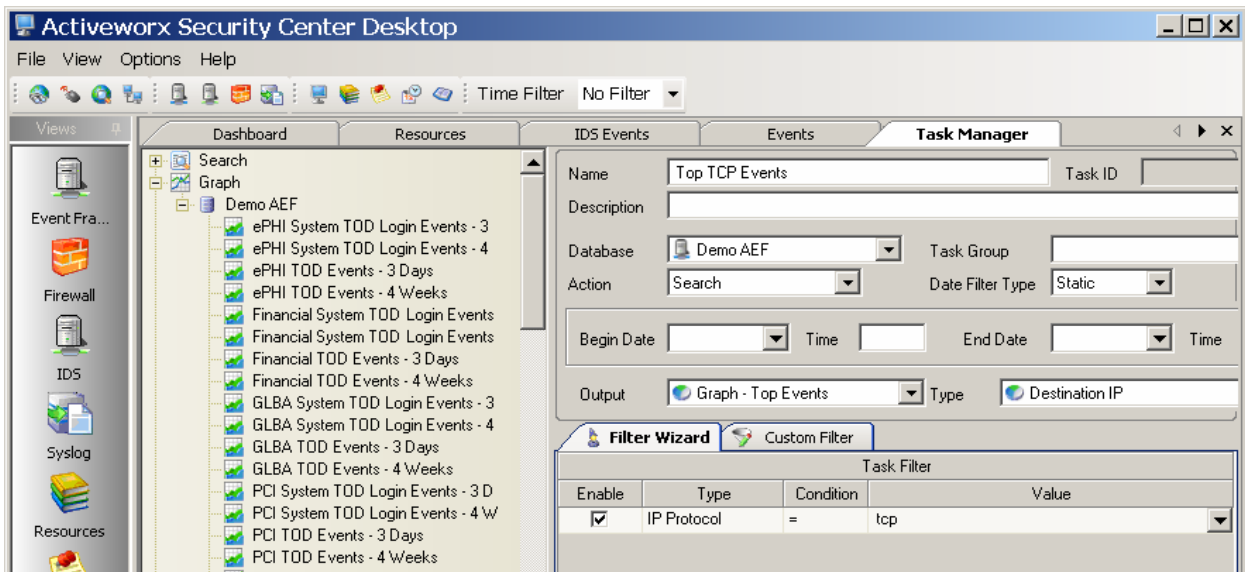 Activeworx Security Center Desktop
File View Options Help
Time Filter No Filter
Views
Event Fra...
Firewall
IDS
Syslog
Resources
Dashboard Resources IDS Events Events Task Manager
Search
Graph
Demo AEF
ePHI System TOD Login Events - 3
ePHI System TOD Login Events - 4
ePHI TOD Events - 3 Days
ePHI TOD Events - 4 Weeks
Financial System TOD Login Events
Financial System TOD Login Events
Financial TOD Events - 3 Days
Financial TOD Events - 4 Weeks
GLBA System TOD Login Events - 3
GLBA System TOD Login Events - 4
GLBA TOD Events - 3 Days
GLBA TOD Events - 4 Weeks
PCI System TOD Login Events - 3 D
PCI System TOD Login Events - 4 W
PCI TOD Events - 3 Days
PCI TOD Events - 4 Weeks
Name Top TCP Events Task ID
Description
Database Demo AEF Task Group
Action Search Date Filter Type Static
Begin Date Time End Date Time
Output Graph - Top Events Type Destination IP
Filter Wizard Custom Filter
Task Filter
Enable Type Condition Value
IP Protocol = tcp